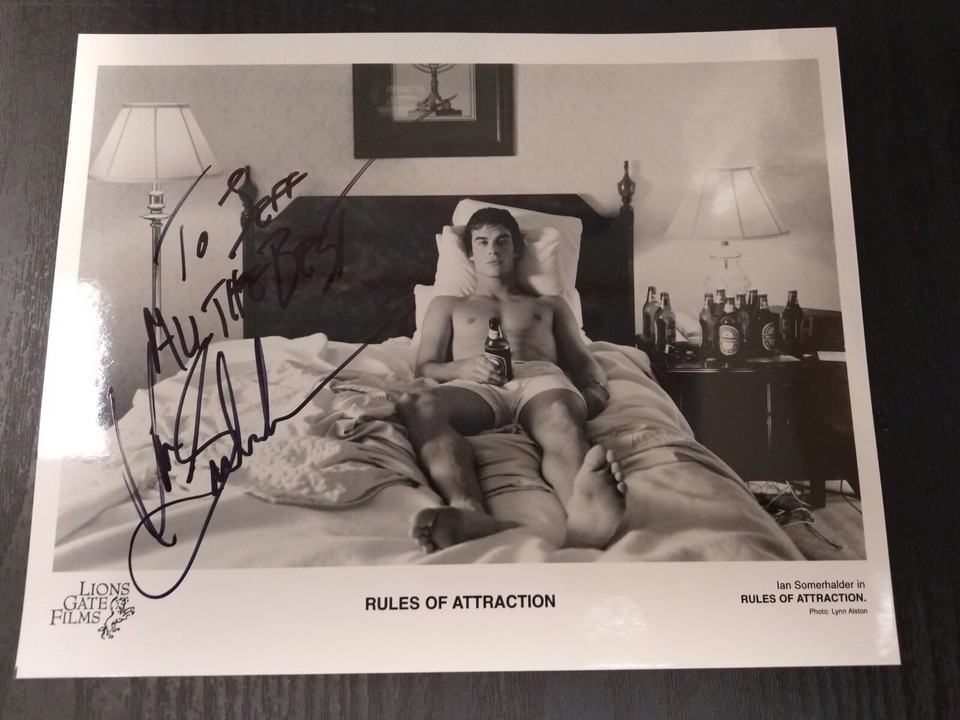 To Jeff
All The Best
LIONS
GATE
FILMS
RULES OF ATTRACTION
Ian Somerhalder in
RULES OF ATTRACTION.
Photo: Lynn Alston